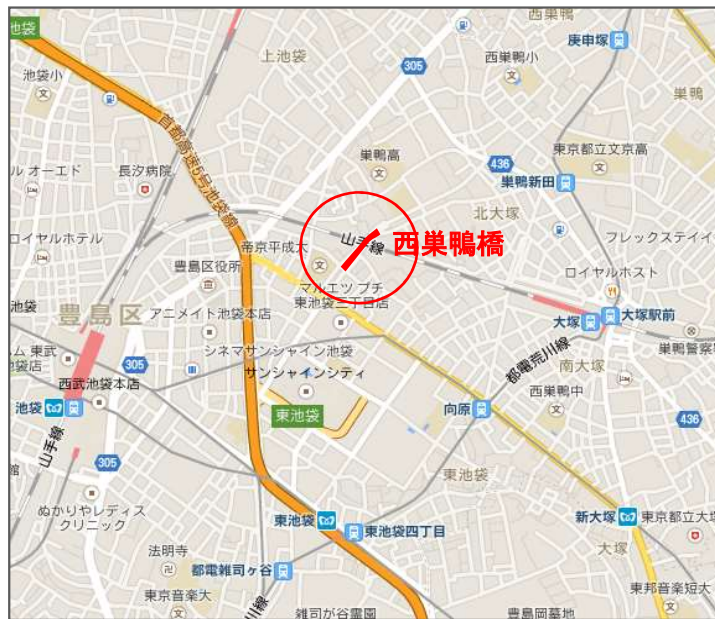 池袋
西巣鴨
庚申塚
上池袋
305
西巣鴨小
池袋小
巣鴨
首都高速5号池袋線
巣鴨高
東京都立文京高
ル オーエド
長汐病院
436
巣鴨新田
北大塚
山手線
西巣鴨橋
ロイヤルホテル
帝京平成大
フレックステイイ
豊島区役所
ロイヤルホスト
マルエツ プチ
東池袋三丁目店
池袋
豊島区
アニメイト池袋本店
大塚
大塚駅前
シネマサンシャイン池袋
都電荒川線
巣鴨警察
ム 東武
池袋店
305
サンシャインシティ
南大塚
西武池袋本店
西巣鴨中
池袋
東池袋
向原
436
山手線
館
305
東池袋
ぬかりやレディス
クリニック
東池袋
新大塚
東京都立大塚
東池袋四丁目
大塚
法明寺
都電雑司ヶ谷
東京音楽大
川線
東邦音楽短大
雑司が谷霊園
豊島岡墓地